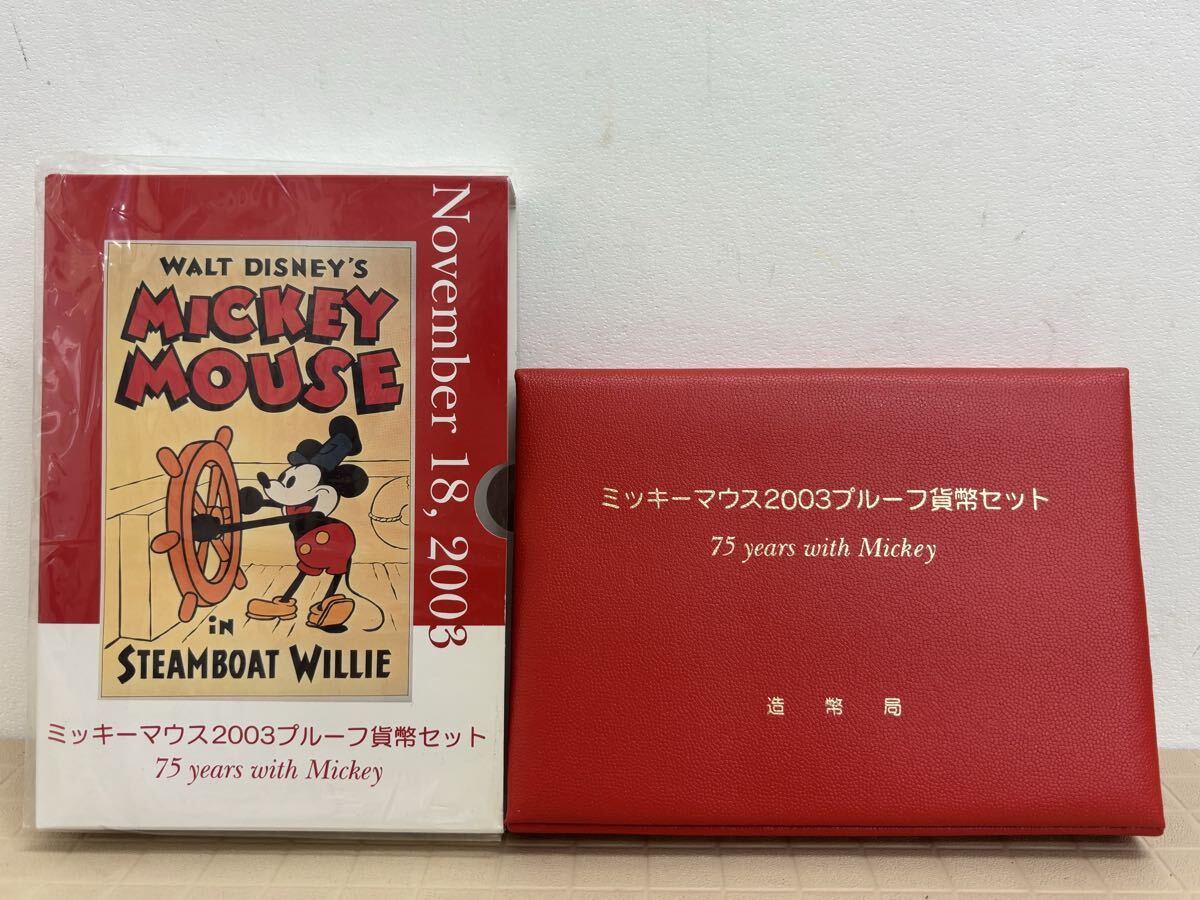 WALT DISNEY'S
MICKEY
MOUSE
IN
STEAMBOAT WILLIE
November 18, 2003
ミッキーマウス2003プルーフ貨幣セット
75 years with Mickey
ミッキーマウス2003プルーフ貨幣セット
75 years with Mickey
造幣局